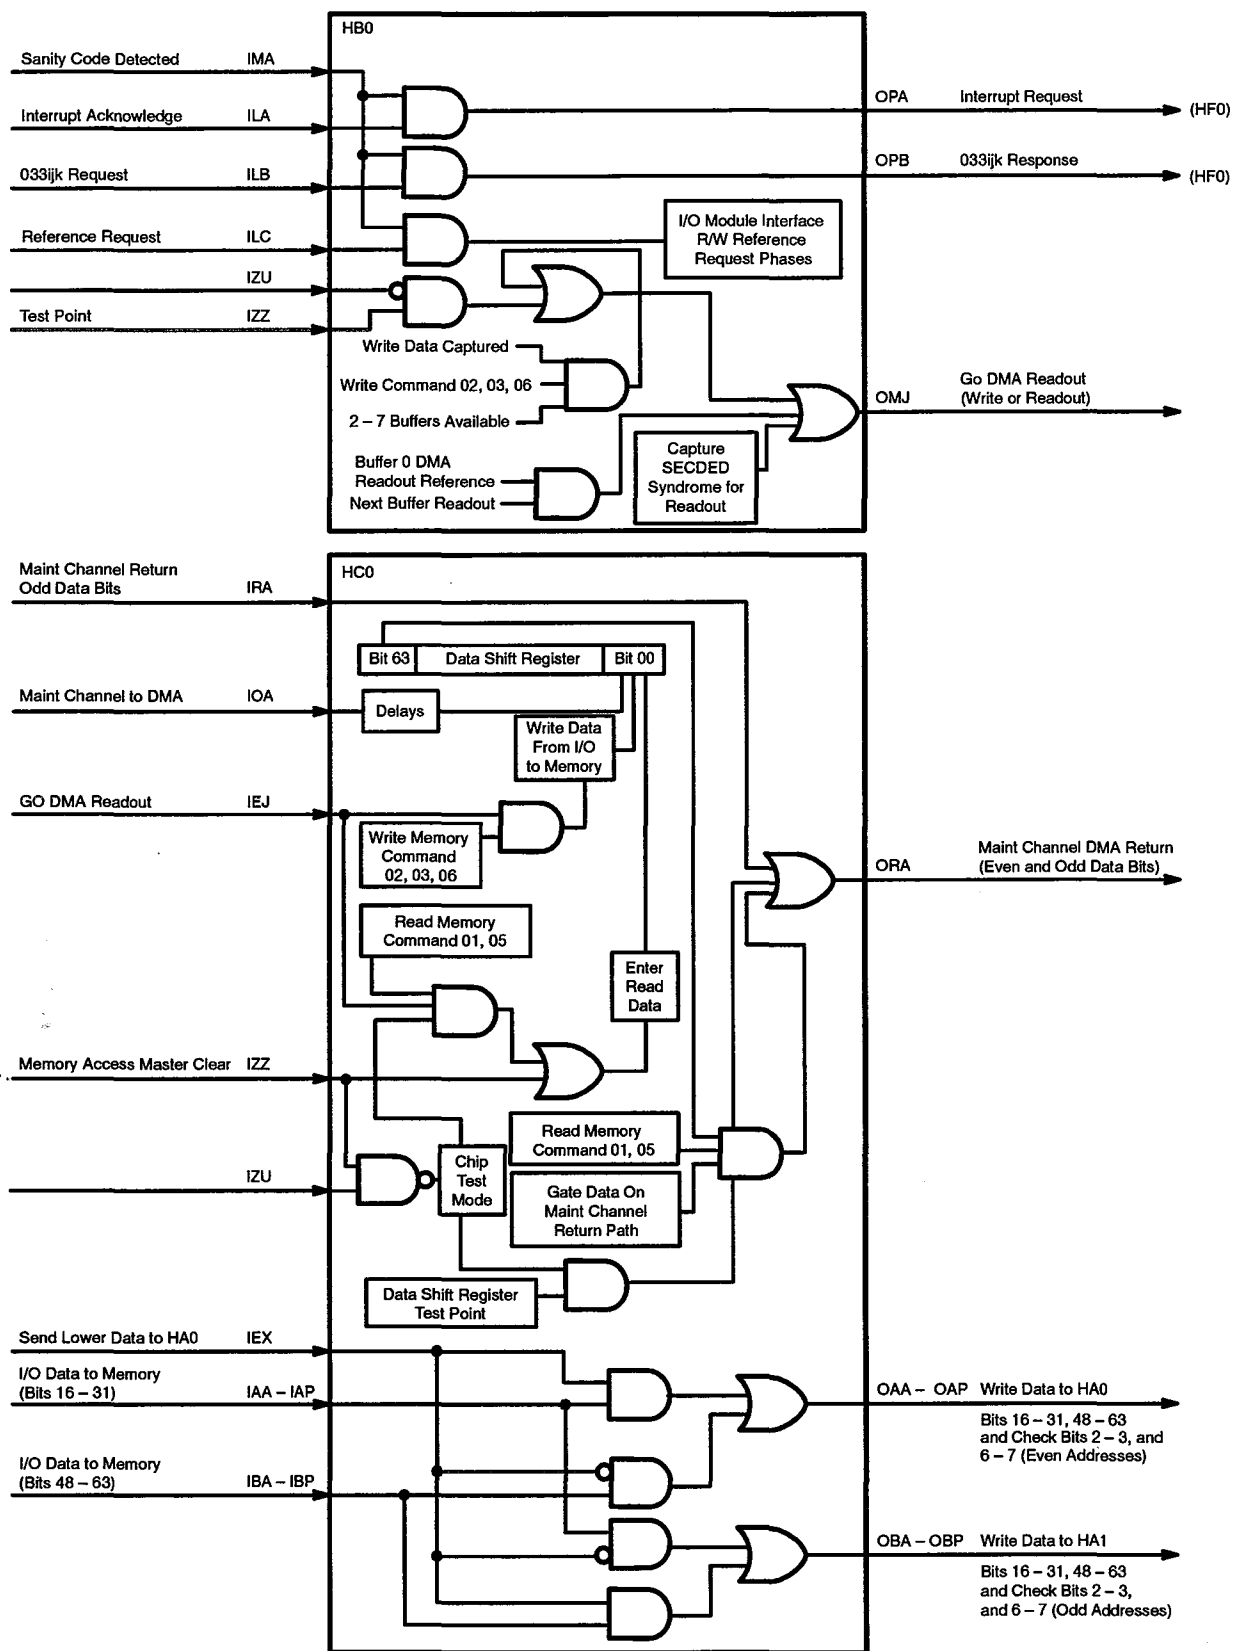 HB0
Sanity Code Detected IMA
Interrupt Acknowledge ILA
OPA Interrupt Request
(HF0)
033ijk Request ILB
OPB 033ijk Response
(HF0)
Reference Request ILC
I/O Module Interface
R/W Reference
Request Phases
IZU
Test Point IZZ
Write Data Captured
Write Command 02, 03, 06
2 – 7 Buffers Available
OMJ
Go DMA Readout
(Write or Readout)
Buffer 0 DMA
Readout Reference
Next Buffer Readout
Capture
SECDED
Syndrome for
Readout
HC0
Maint Channel Return
Odd Data Bits IRA
Bit 63 Data Shift Register Bit 00
Maint Channel to DMA IOA
Delays
Write Data
From I/O
to Memory
GO DMA Readout IEJ
Write Memory
Command
02, 03, 06
ORA
Maint Channel DMA Return
(Even and Odd Data Bits)
Read Memory
Command 01, 05
Enter
Read
Data
Memory Access Master Clear IZZ
Read Memory
Command 01, 05
IZU
Chip
Test
Mode
Gate Data On
Maint Channel
Return Path
Data Shift Register
Test Point
Send Lower Data to HA0 IEX
I/O Data to Memory
(Bits 16 – 31) IAA – IAP
OAA – OAP Write Data to HA0
Bits 16 – 31, 48 – 63
and Check Bits 2 – 3, and
6 – 7 (Even Addresses)
I/O Data to Memory
(Bits 48 – 63) IBA – IBP
OBA – OBP Write Data to HA1
Bits 16 – 31, 48 – 63
and Check Bits 2 – 3,
and 6 – 7 (Odd Addresses)